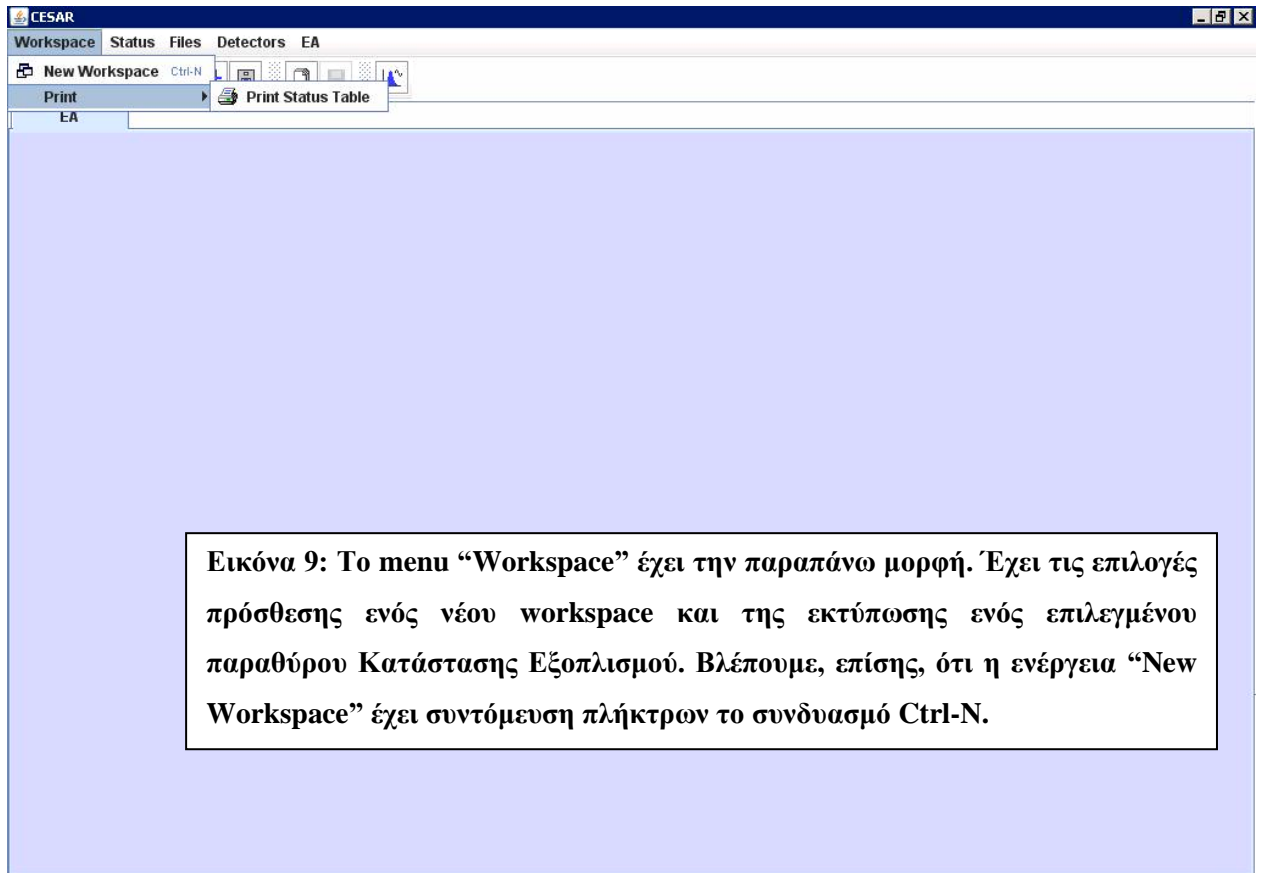 CESAR
Workspace Status Files Detectors EA
New Workspace Ctrl-N
Print Print Status Table
EA
Εικόνα 9: Το menu “Workspace” έχει την παραπάνω μορφή. Έχει τις επιλογές
πρόσθεσης ενός νέου workspace και της εκτύπωσης ενός επιλεγμένου
παραθύρου Κατάστασης Εξοπλισμού. Βλέπουμε, επίσης, ότι η ενέργεια “New
Workspace” έχει συντόμευση πλήκτρων το συνδυασμό Ctrl-N.